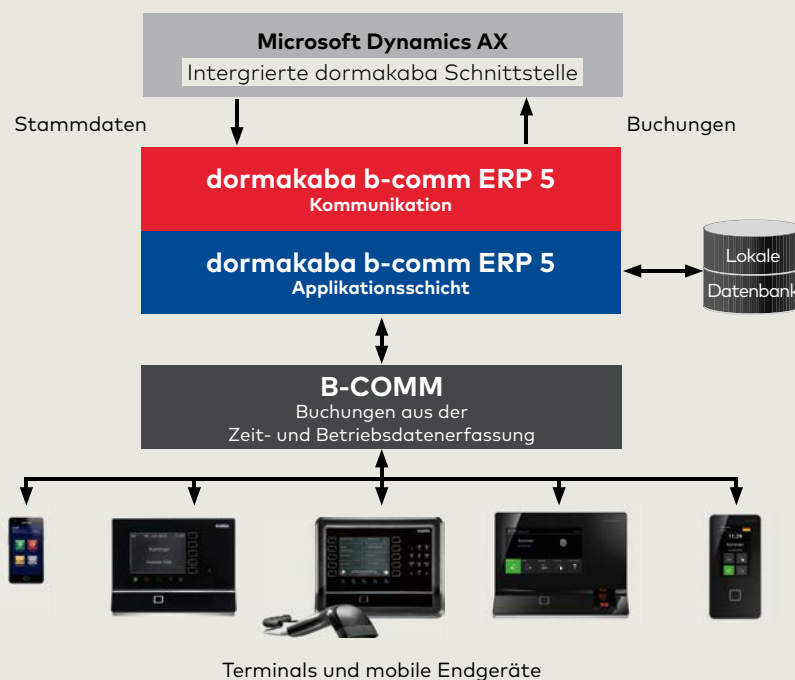 Microsoft Dynamics AX
Intergrierte dormakaba Schnittstelle
Stammdaten
Buchungen
dormakaba b-comm ERP 5
Kommunikation
dormakaba b-comm ERP 5
Applikationsschicht
Lokale
Datenbank
B-COMM
Buchungen aus der
Zeit- und Betriebsdatenerfassung
Terminals und mobile Endgeräte